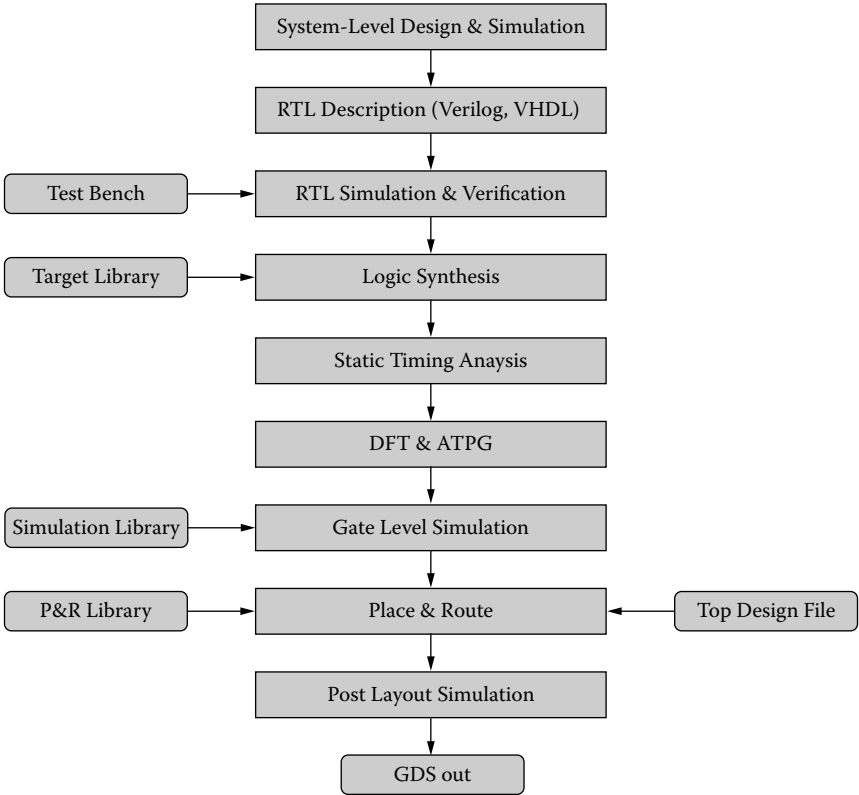 System-Level Design & Simulation
RTL Description (Verilog, VHDL)
Test Bench
RTL Simulation & Verification
Target Library
Logic Synthesis
Static Timing Anaysis
DFT & ATPG
Simulation Library
Gate Level Simulation
P&R Library
Place & Route
Top Design File
Post Layout Simulation
GDS out